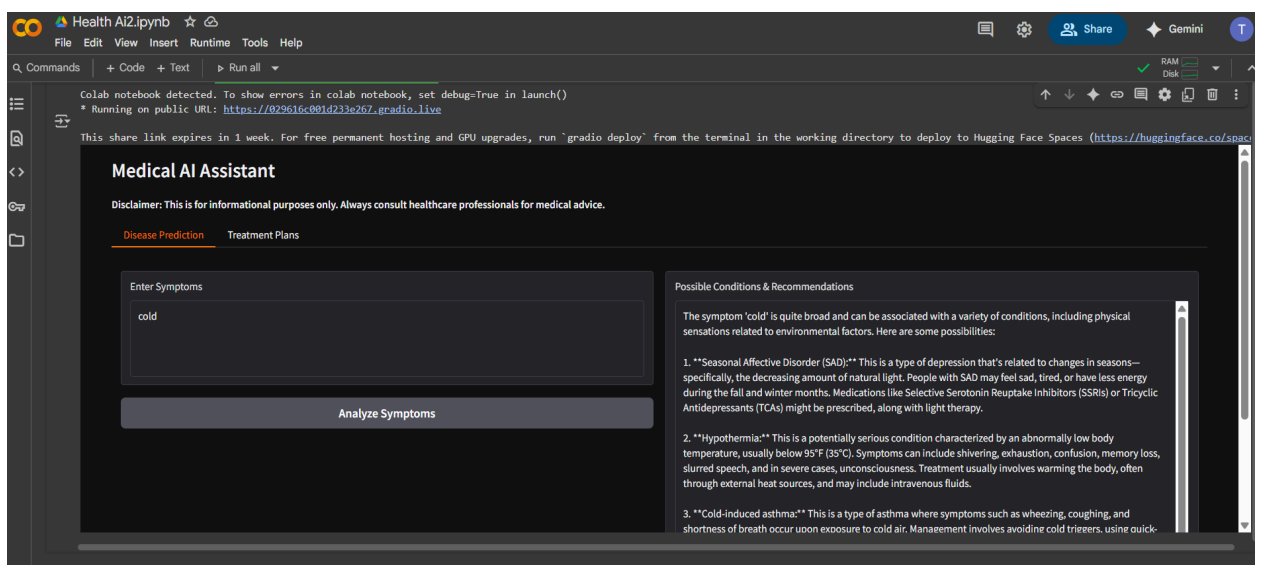 CO
Health Ai2.ipynb
File Edit View Insert Runtime Tools Help
Share
Gemini
T
Commands
+ Code + Text
Run all
RAM
Disk
Colab notebook detected. To show errors in colab notebook, set debug=True in launch()
* Running on public URL: https://029616c001d233e267.gradio.live
This share link expires in 1 week. For free permanent hosting and GPU upgrades, run `gradio deploy` from the terminal in the working directory to deploy to Hugging Face Spaces (https://huggingface.co/spac
Medical AI Assistant
Disclaimer: This is for informational purposes only. Always consult healthcare professionals for medical advice.
Disease Prediction Treatment Plans
Enter Symptoms
cold
Analyze Symptoms
Possible Conditions & Recommendations
The symptom 'cold' is quite broad and can be associated with a variety of conditions, including physical
sensations related to environmental factors. Here are some possibilities:
1. **Seasonal Affective Disorder (SAD):** This is a type of depression that's related to changes in seasons—
specifically, the decreasing amount of natural light. People with SAD may feel sad, tired, or have less energy
during the fall and winter months. Medications like Selective Serotonin Reuptake Inhibitors (SSRIs) or Tricyclic
Antidepressants (TCAs) might be prescribed, along with light therapy.
2. **Hypothermia:** This is a potentially serious condition characterized by an abnormally low body
temperature, usually below 95°F (35°C). Symptoms can include shivering, exhaustion, confusion, memory loss,
slurred speech, and in severe cases, unconsciousness. Treatment usually involves warming the body, often
through external heat sources, and may include intravenous fluids.
3. **Cold-induced asthma:** This is a type of asthma where symptoms such as wheezing, coughing, and
shortness of breath occur upon exposure to cold air. Management involves avoiding cold triggers, using quick-